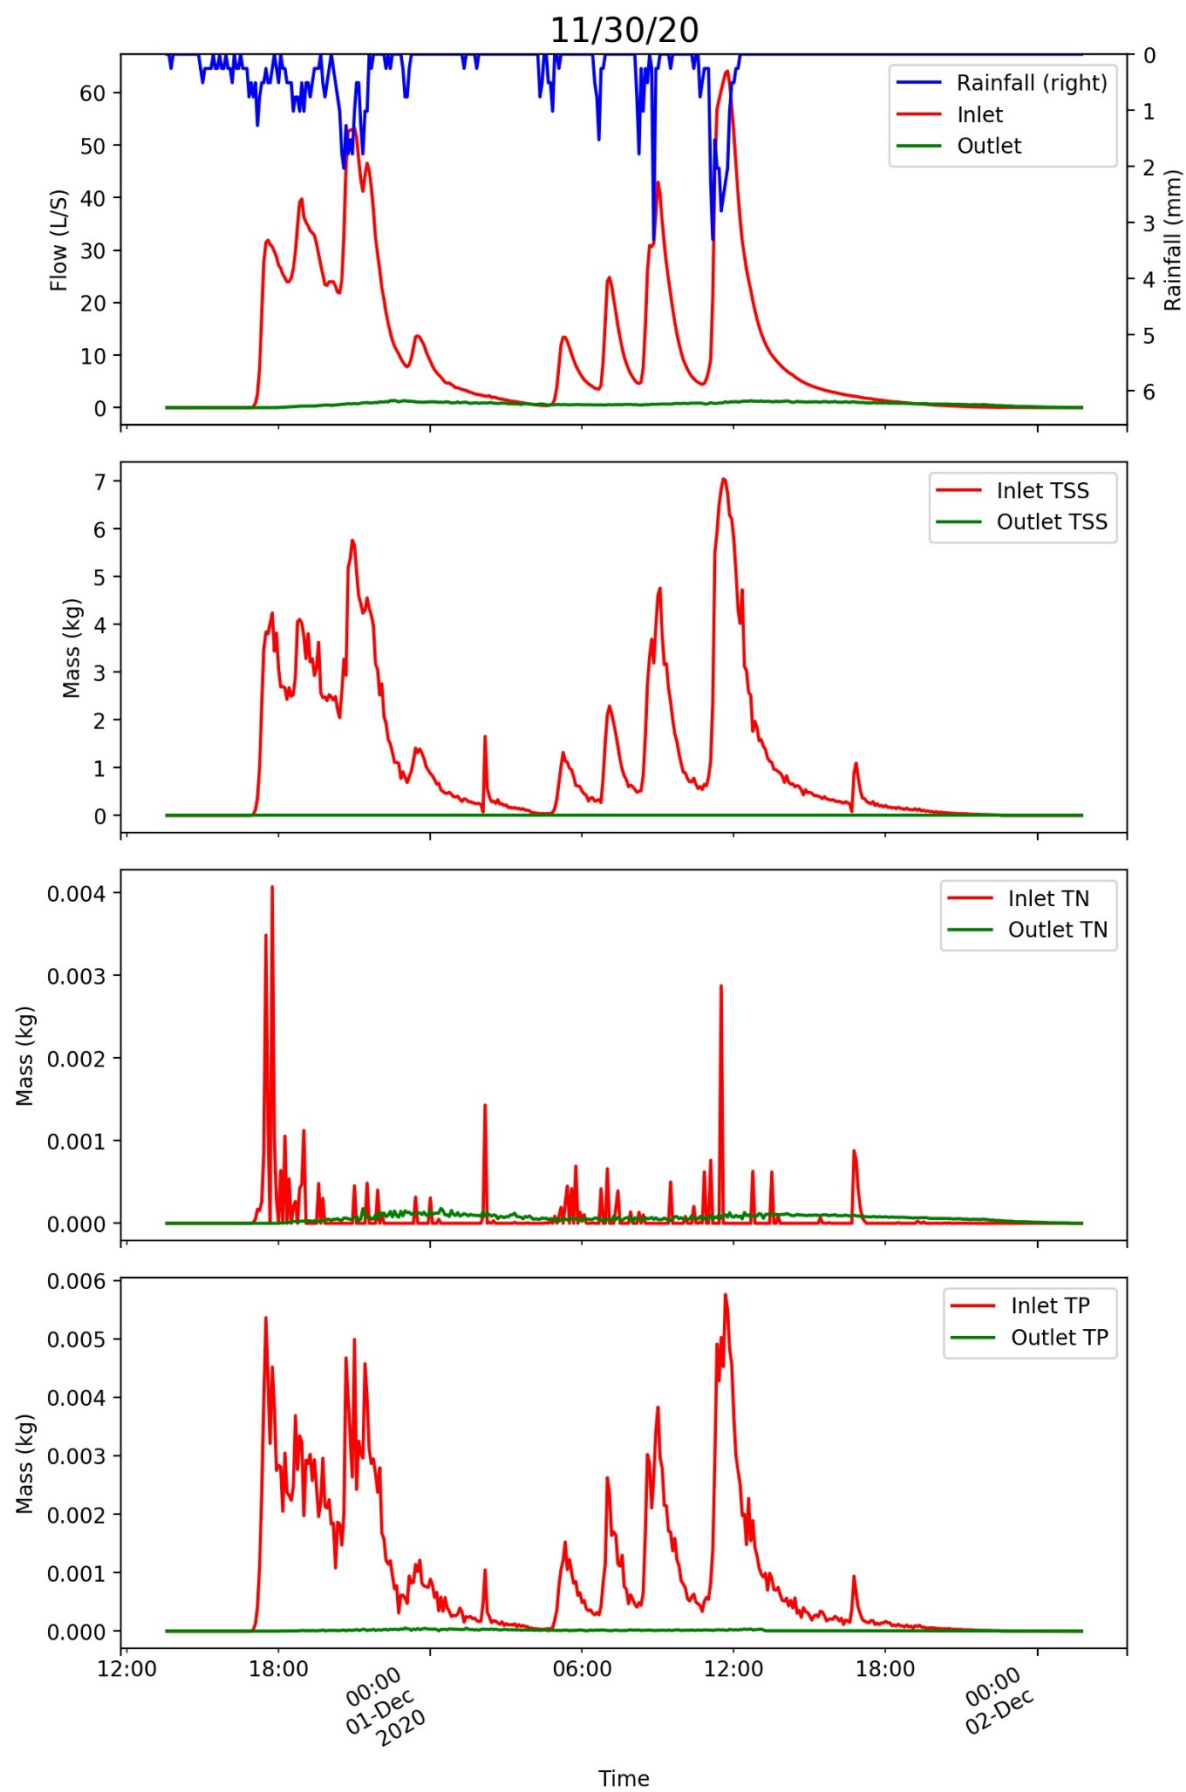 11/30/20
60
50
40
30
20
10
0
Flow (L/S)
0
1
2
3
4
5
6
Rainfall (mm)
Rainfall (right)
Inlet
Outlet
7
6
5
4
3
2
1
0
Mass (kg)
Inlet TSS
Outlet TSS
0.004
0.003
0.002
0.001
0.000
Mass (kg)
Inlet TN
Outlet TN
0.006
0.005
0.004
0.003
0.002
0.001
0.000
Mass (kg)
Inlet TP
Outlet TP
12:00
18:00
00:00
01-Dec
2020
06:00
12:00
18:00
00:00
02-Dec
Time